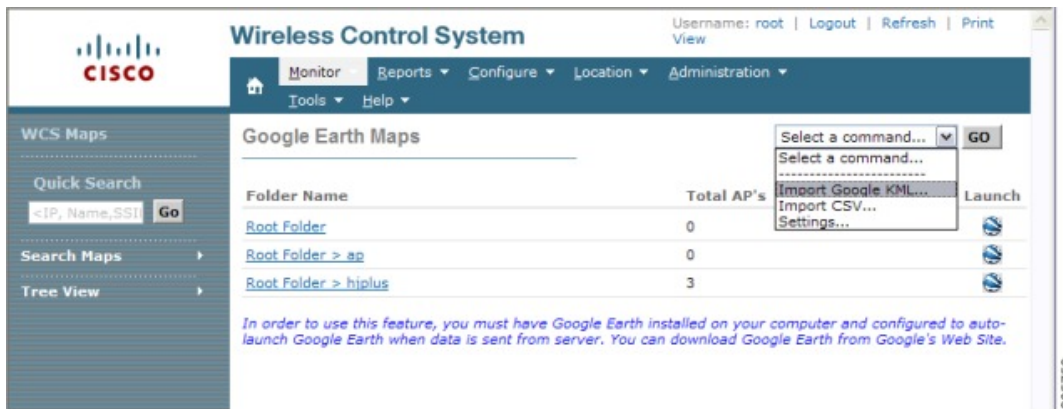 CISCO
Wireless Control System
Username: root | Logout | Refresh | Print View
Monitor Reports Configure Location Administration
Tools Help
WCS Maps
Quick Search
<IP, Name,SSI Go
Search Maps
Tree View
Google Earth Maps
Select a command... GO
Select a command...
------------------------
Import Google KML...
Import CSV...
Settings...
Folder Name Total AP's Launch
Root Folder 0
Root Folder > ap 0
Root Folder > hjplus 3
In order to use this feature, you must have Google Earth installed on your computer and configured to auto-
launch Google Earth when data is sent from server. You can download Google Earth from Google's Web Site.